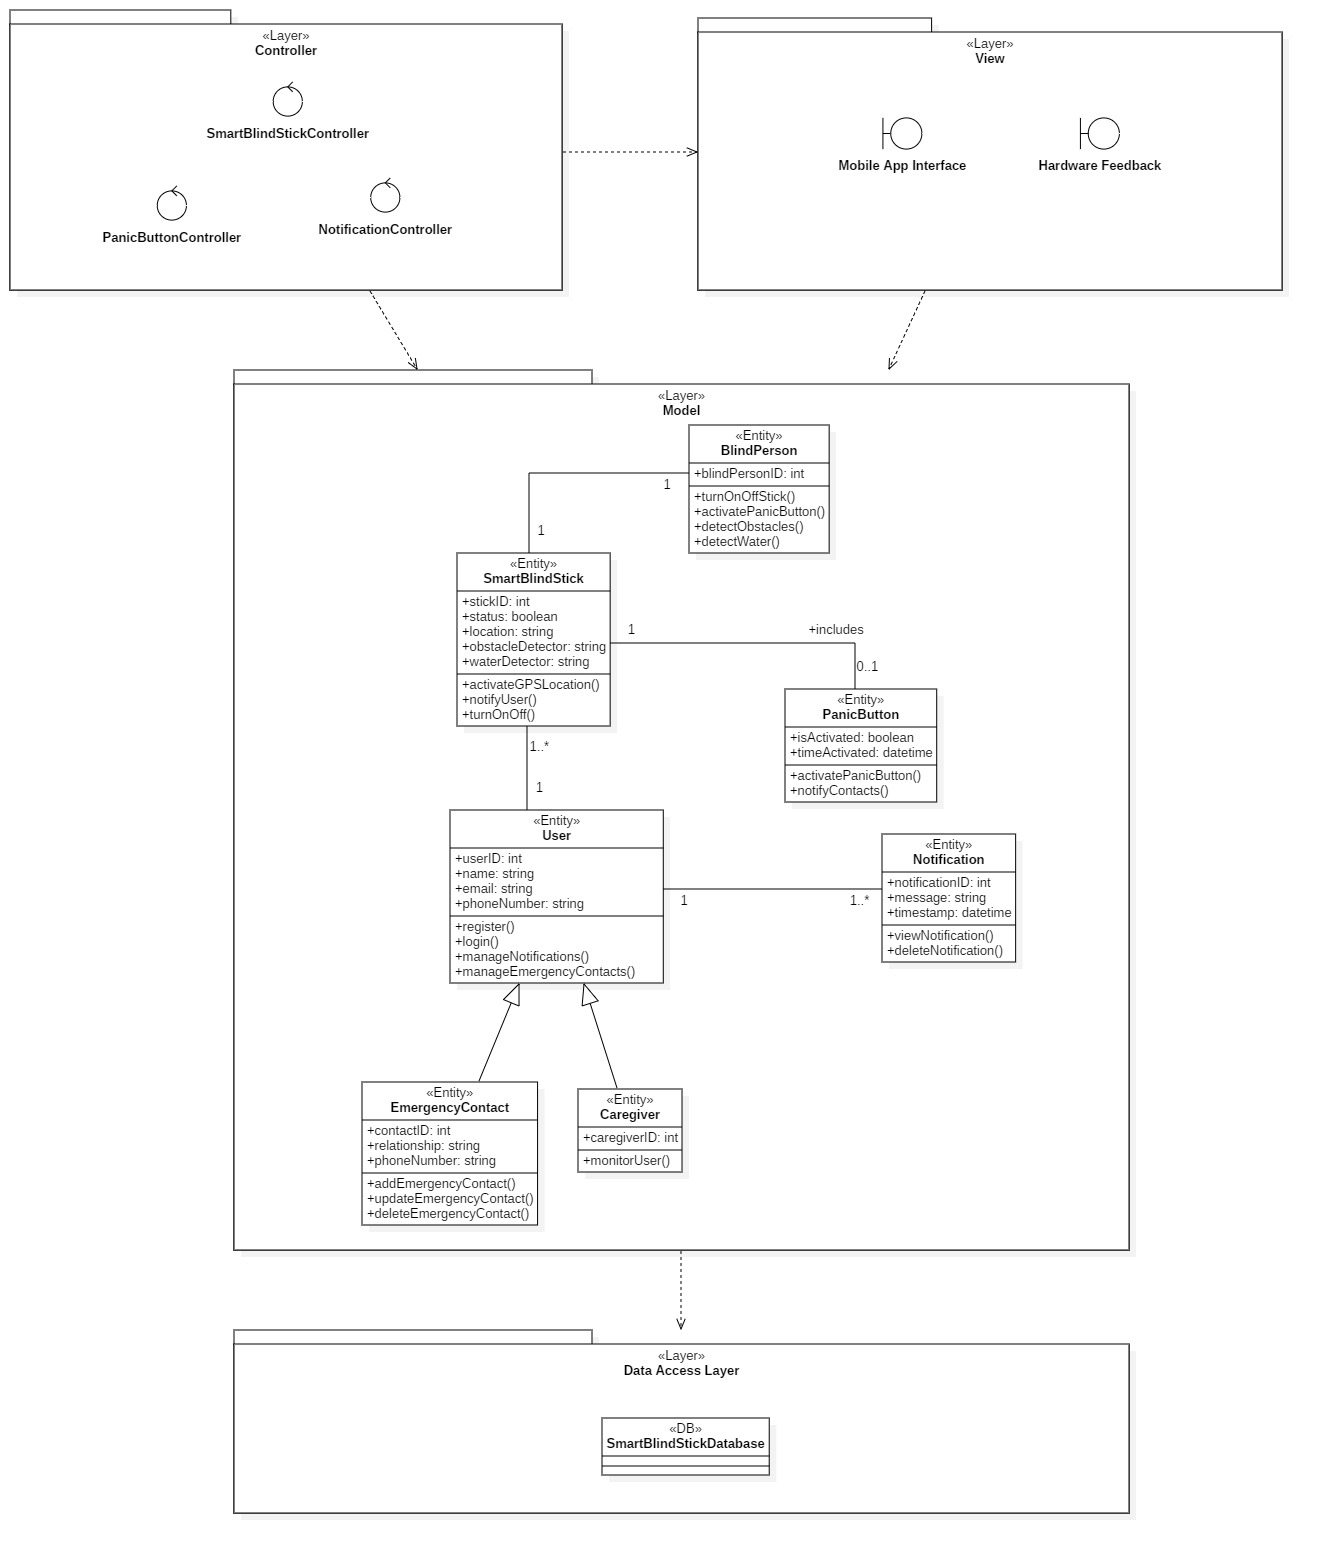 «Layer»
Controller
SmartBlindStickController
PanicButtonController
NotificationController
«Layer»
View
Mobile App Interface
Hardware Feedback
«Layer»
Model
«Entity»
BlindPerson
+blindPersonID: int
+turnOnOffStick()
+activatePanicButton()
+detectObstacles()
+detectWater()
1
1
«Entity»
SmartBlindStick
+stickID: int
+status: boolean
+location: string
+obstacleDetector: string
+waterDetector: string
+activateGPSLocation()
+notifyUser()
+turnOnOff()
1
+includes
0..1
«Entity»
PanicButton
+isActivated: boolean
+timeActivated: datetime
+activatePanicButton()
+notifyContacts()
1..*
1
«Entity»
User
+userID: int
+name: string
+email: string
+phoneNumber: string
+register()
+login()
+manageNotifications()
+manageEmergencyContacts()
1
1..*
«Entity»
Notification
+notificationID: int
+message: string
+timestamp: datetime
+viewNotification()
+deleteNotification()
«Entity»
EmergencyContact
+contactID: int
+relationship: string
+phoneNumber: string
+addEmergencyContact()
+updateEmergencyContact()
+deleteEmergencyContact()
«Entity»
Caregiver
+caregiverID: int
+monitorUser()
«Layer»
Data Access Layer
«DB»
SmartBlindStickDatabase